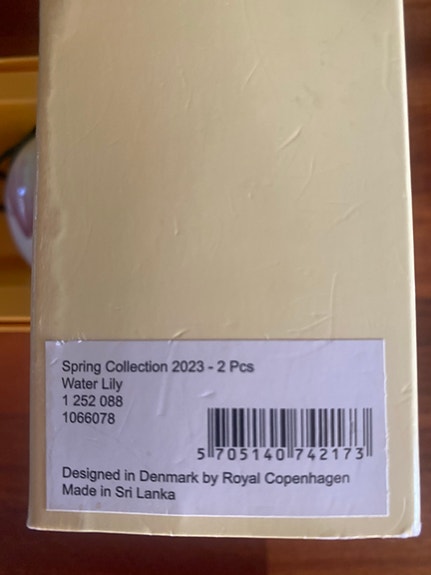 Spring Collection 2023 - 2 Pcs
Water Lily
1 252 088
1066078
5 705140 742173
Designed in Denmark by Royal Copenhagen
Made in Sri Lanka